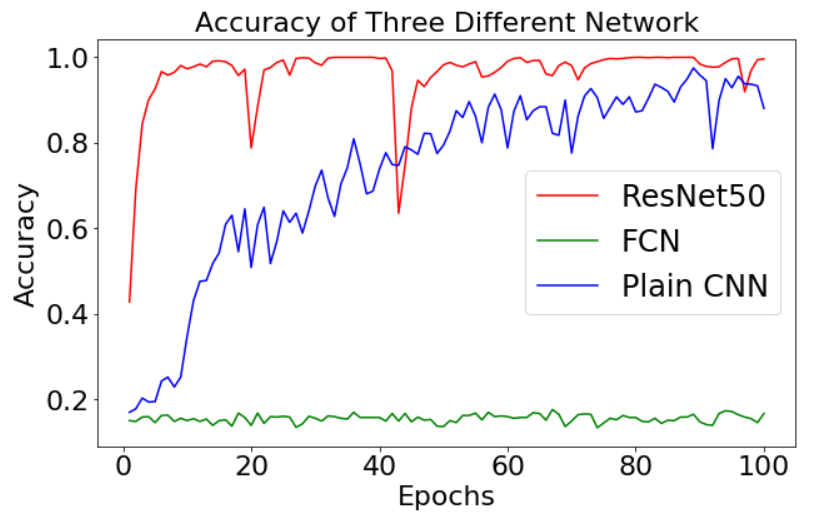 Accuracy of Three Different Network
1.0
0.8
0.6
0.4
0.2
Accuracy
ResNet50
FCN
Plain CNN
0 20 40 60 80 100
Epochs